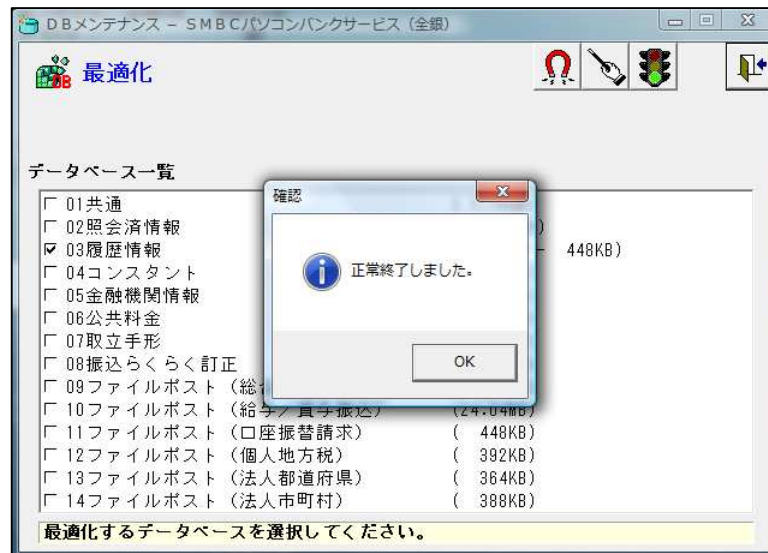 DBメンテナンス - SMBCパソコンバンクサービス (全銀)
最適化
DB
データベース一覧
01共通
02照会済情報
03履歴情報 448KB)
04コンスタント
05金融機関情報
06公共料金
07取立手形
08振込らくらく訂正
09ファイルポスト (総
10ファイルポスト (給与/賞与振込) (24.04MB)
11ファイルポスト (口座振替請求) ( 448KB)
12ファイルポスト (個人地方税) ( 392KB)
13ファイルポスト (法人都道府県) ( 364KB)
14ファイルポスト (法人市町村) ( 388KB)
確認
正常終了しました。
OK
最適化するデータベースを選択してください。